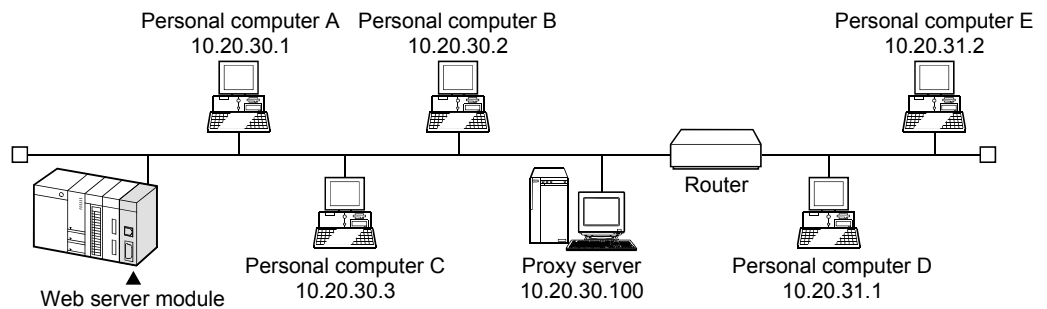 Personal computer A
10.20.30.1
Personal computer B
10.20.30.2
Personal computer E
10.20.31.2
Router
Web server module
Personal computer C
10.20.30.3
Proxy server
10.20.30.100
Personal computer D
10.20.31.1